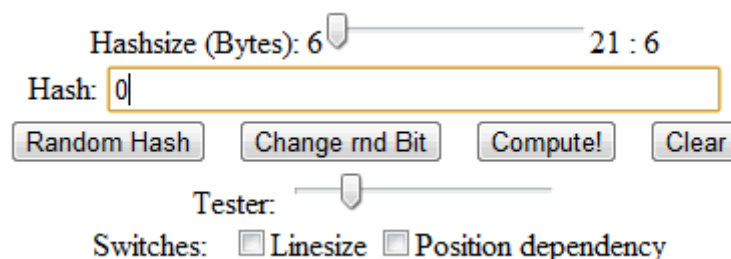 Hashsize (Bytes): 6 21 : 6
Hash: 0
Random Hash Change rnd Bit Compute! Clear
Tester:
Switches: Linesize Position dependency